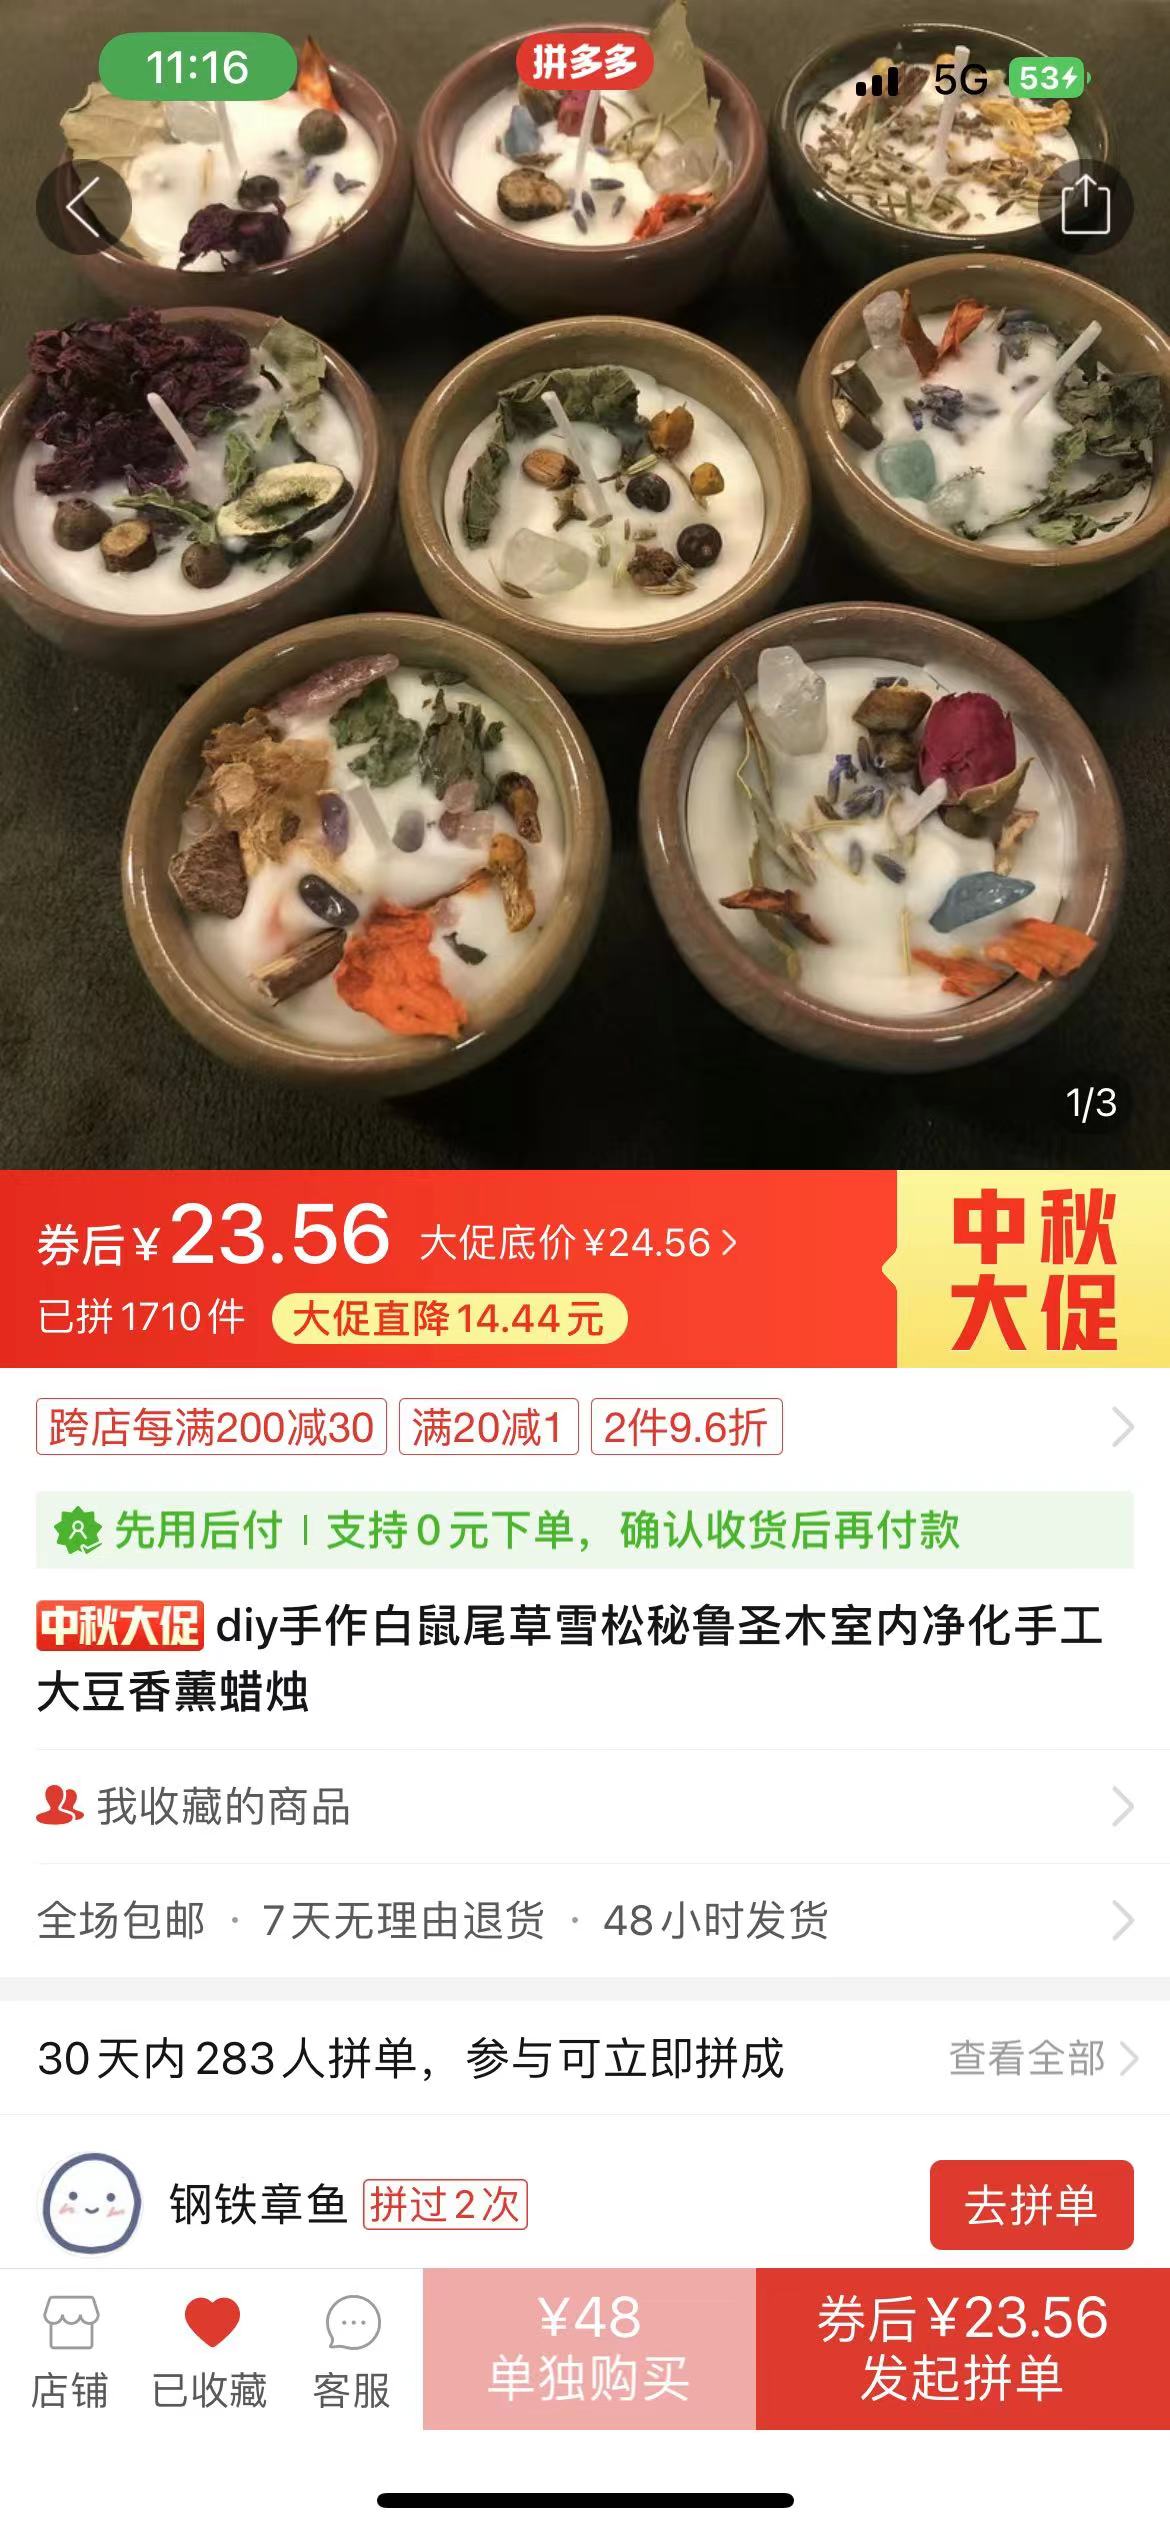 11:16
拼多多
5G
53
1/3
券后¥23.56 大促底价¥24.56
已拼1710件 大促直降14.44元
中秋
大促
跨店每满200减30 满20减1 2件9.6折
先用后付 | 支持0元下单，确认收货后再付款
中秋大促 diy手作白鼠尾草雪松秘鲁圣木室内净化手工
大豆香薰蜡烛
我收藏的商品
全场包邮 · 7天无理由退货 · 48小时发货
30天内283人拼单，参与可立即拼成 查看全部
钢铁章鱼 拼过2次 去拼单
店铺 已收藏 客服
¥48
单独购买
券后¥23.56
发起拼单